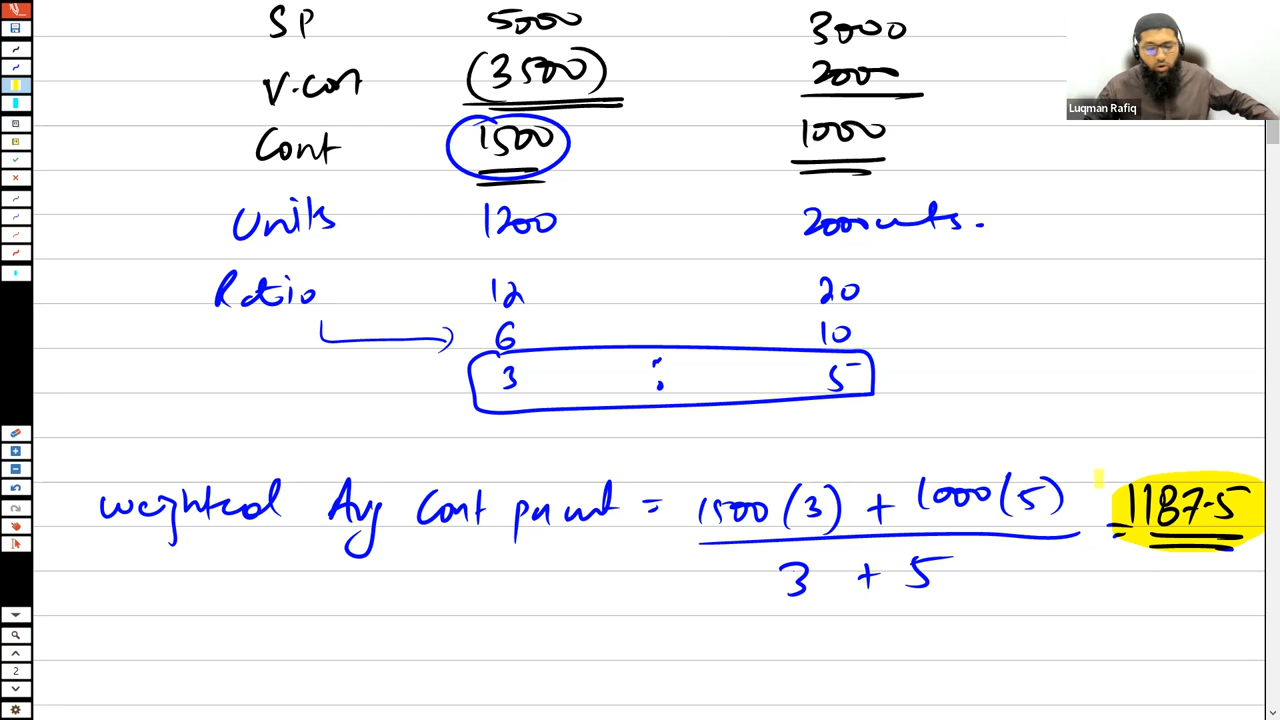 SP 5000 3000
V.Cost (3500) 2000
Cont 1500 1000
Units 1200 2000 units.
Ratio 12 20
6 10
3 : 5
weighted Avg Cont per unit = 1500 (3) + 1000 (5) = 1187.5
3 + 5
Luqman Rafiq
2